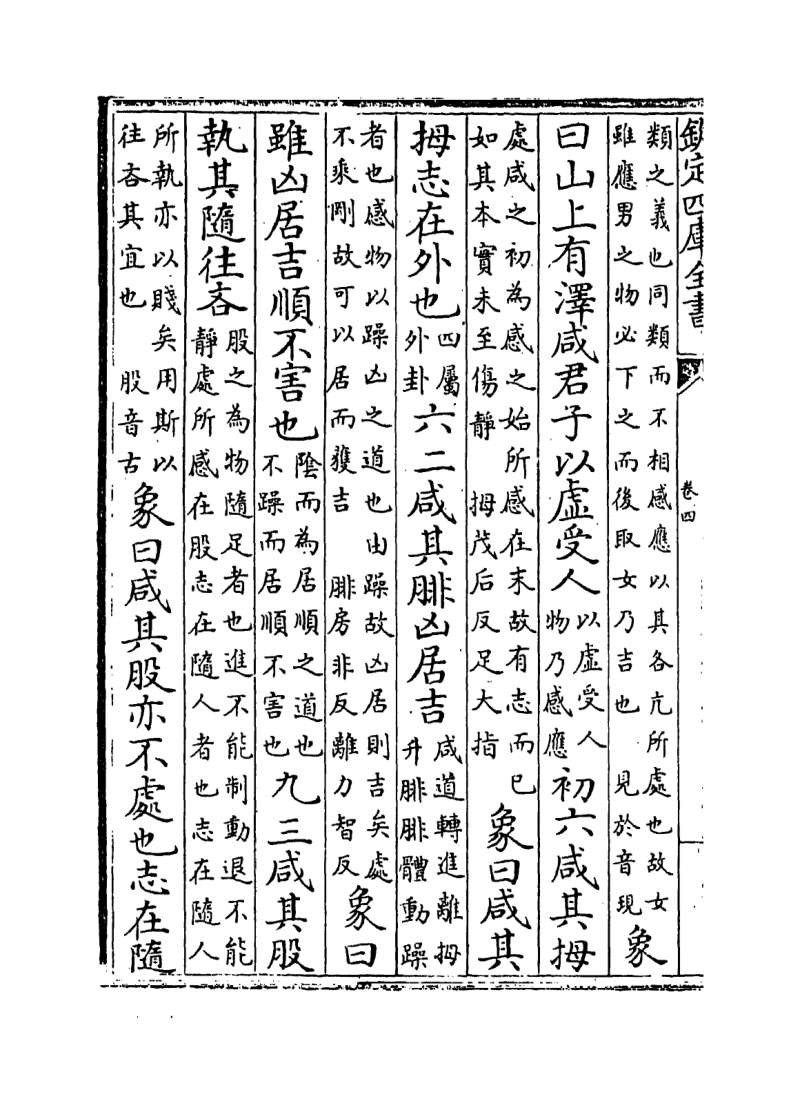 欽定四庫全書
卷四
類之義也同類而不相感應以其各亢所處也故女
雖應男之物必下之而後取女乃吉也 見於音現 象
曰山上有澤咸君子以虛受人 以虛受人
物乃感應 初六咸其拇
處咸之初為感之始所感在末故有志而已
如其本實未至傷靜 拇茂后反足大指 象曰咸其
拇志在外也 四屬
外卦 六二咸其腓凶居吉 咸道轉進離拇
升腓腓體動躁
者也感物以躁凶之道也由躁故凶居則吉矣處
不乘剛故可以居而獲吉 腓房非反離力智反 象曰
雖凶居吉順不害也 陰而為居順之道也
不躁而居順不害也 九三咸其股
執其隨往吝 股之為物隨足者也進不能制動退不能
靜處所感在股志在隨人者也志在隨人
所執亦以賤矣用斯以
往吝其宜也 股音古 象曰咸其股亦不處也志在隨